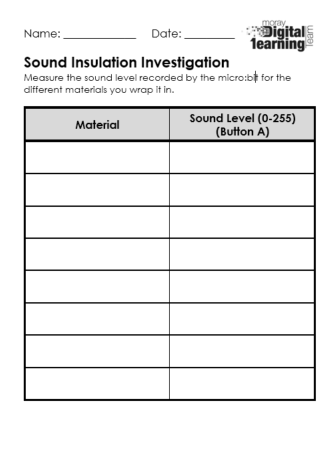 Name: ____________ Date: ________
moray
Digital
learning
team
Sound Insulation Investigation
Measure the sound level recorded by the micro:bit for the
different materials you wrap it in.
Material
Sound Level (0-255)
(Button A)